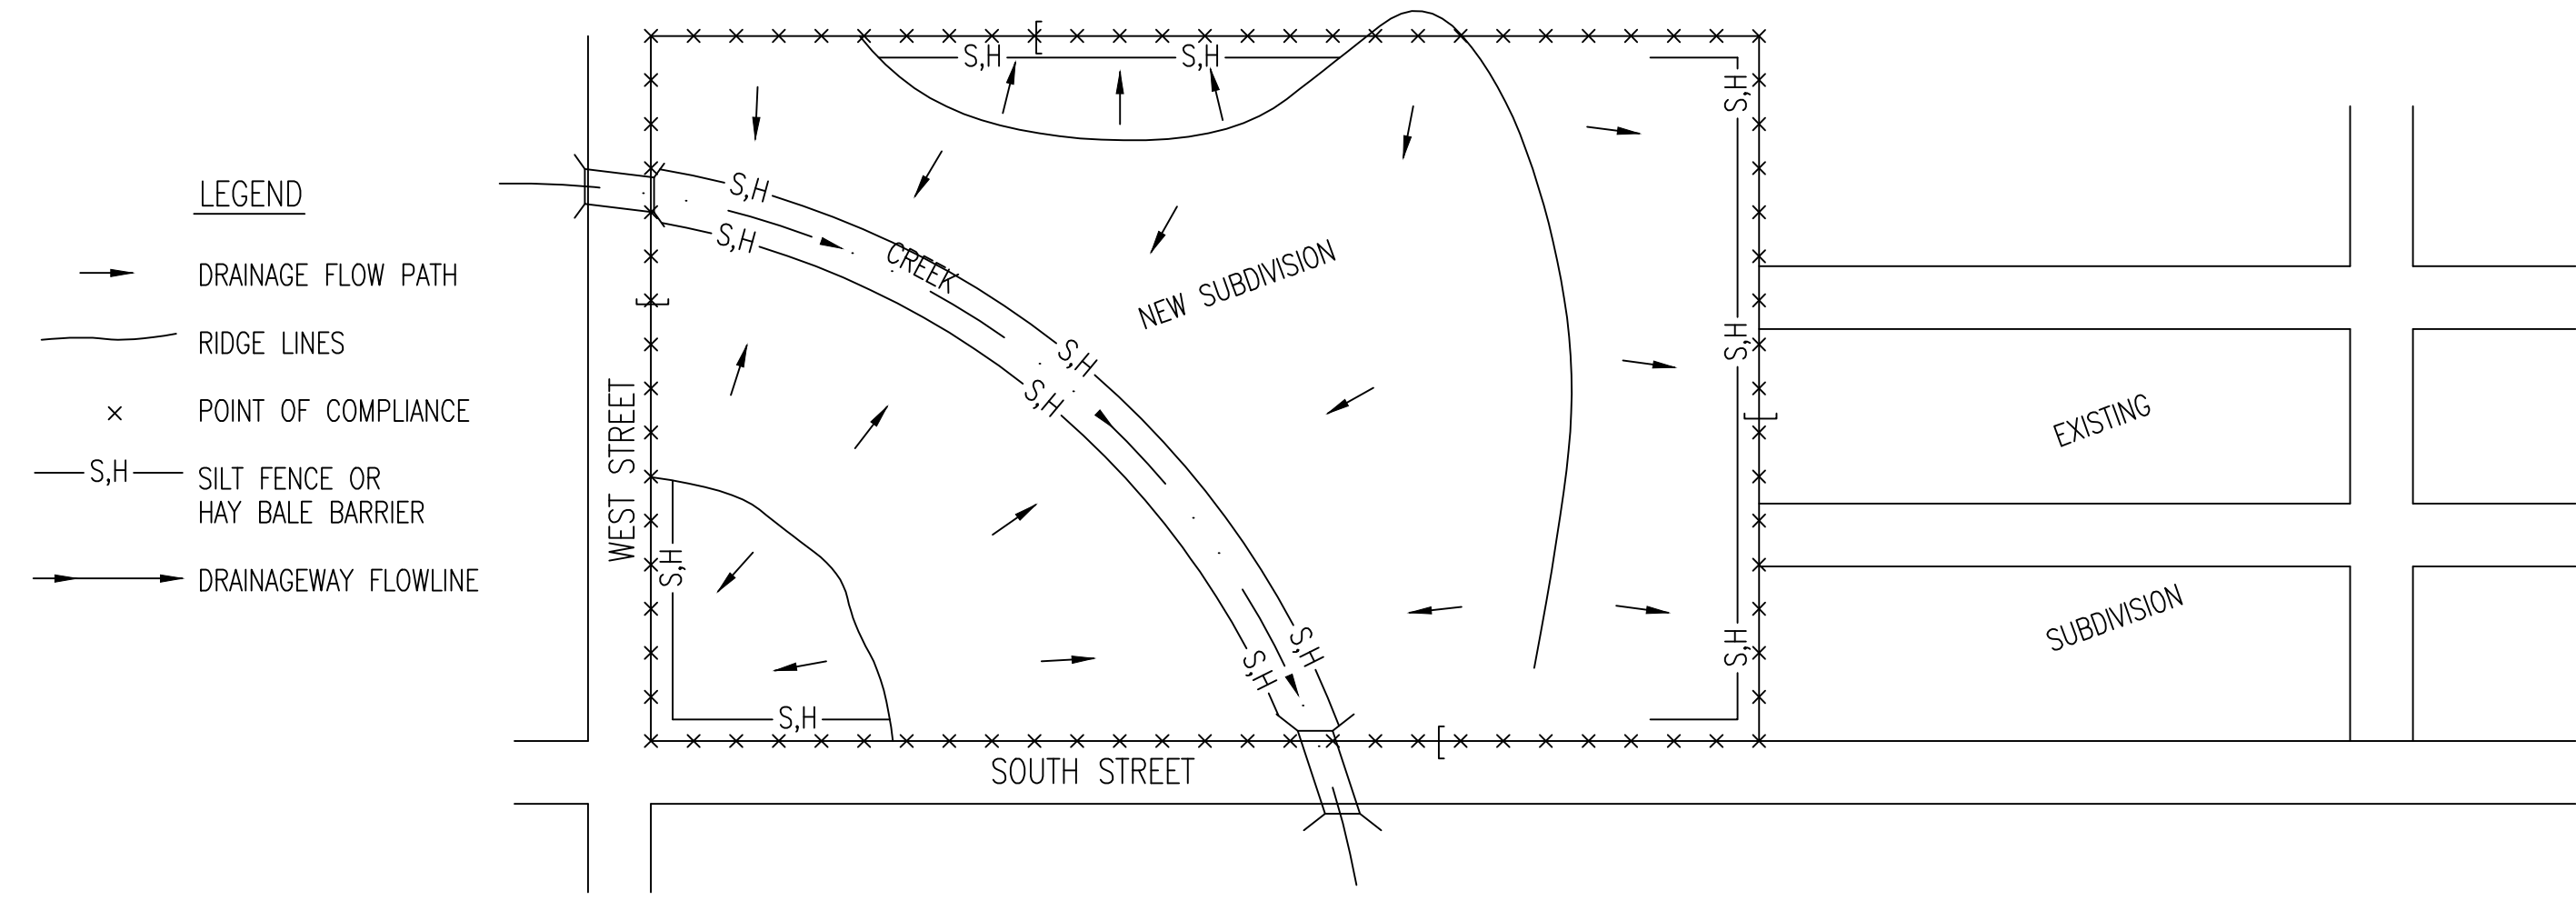 LEGEND
DRAINAGE FLOW PATH
RIDGE LINES
× POINT OF COMPLIANCE
S,H SILT FENCE OR
HAY BALE BARRIER
DRAINAGEWAY FLOWLINE
S,H
S,H
S,H
S,H
S,H
CREEK
NEW SUBDIVISION
S,H
S,H
S,H
WEST STREET
EXISTING
S,H
SUBDIVISION
S,H
S,H
S,H
S,H
SOUTH STREET